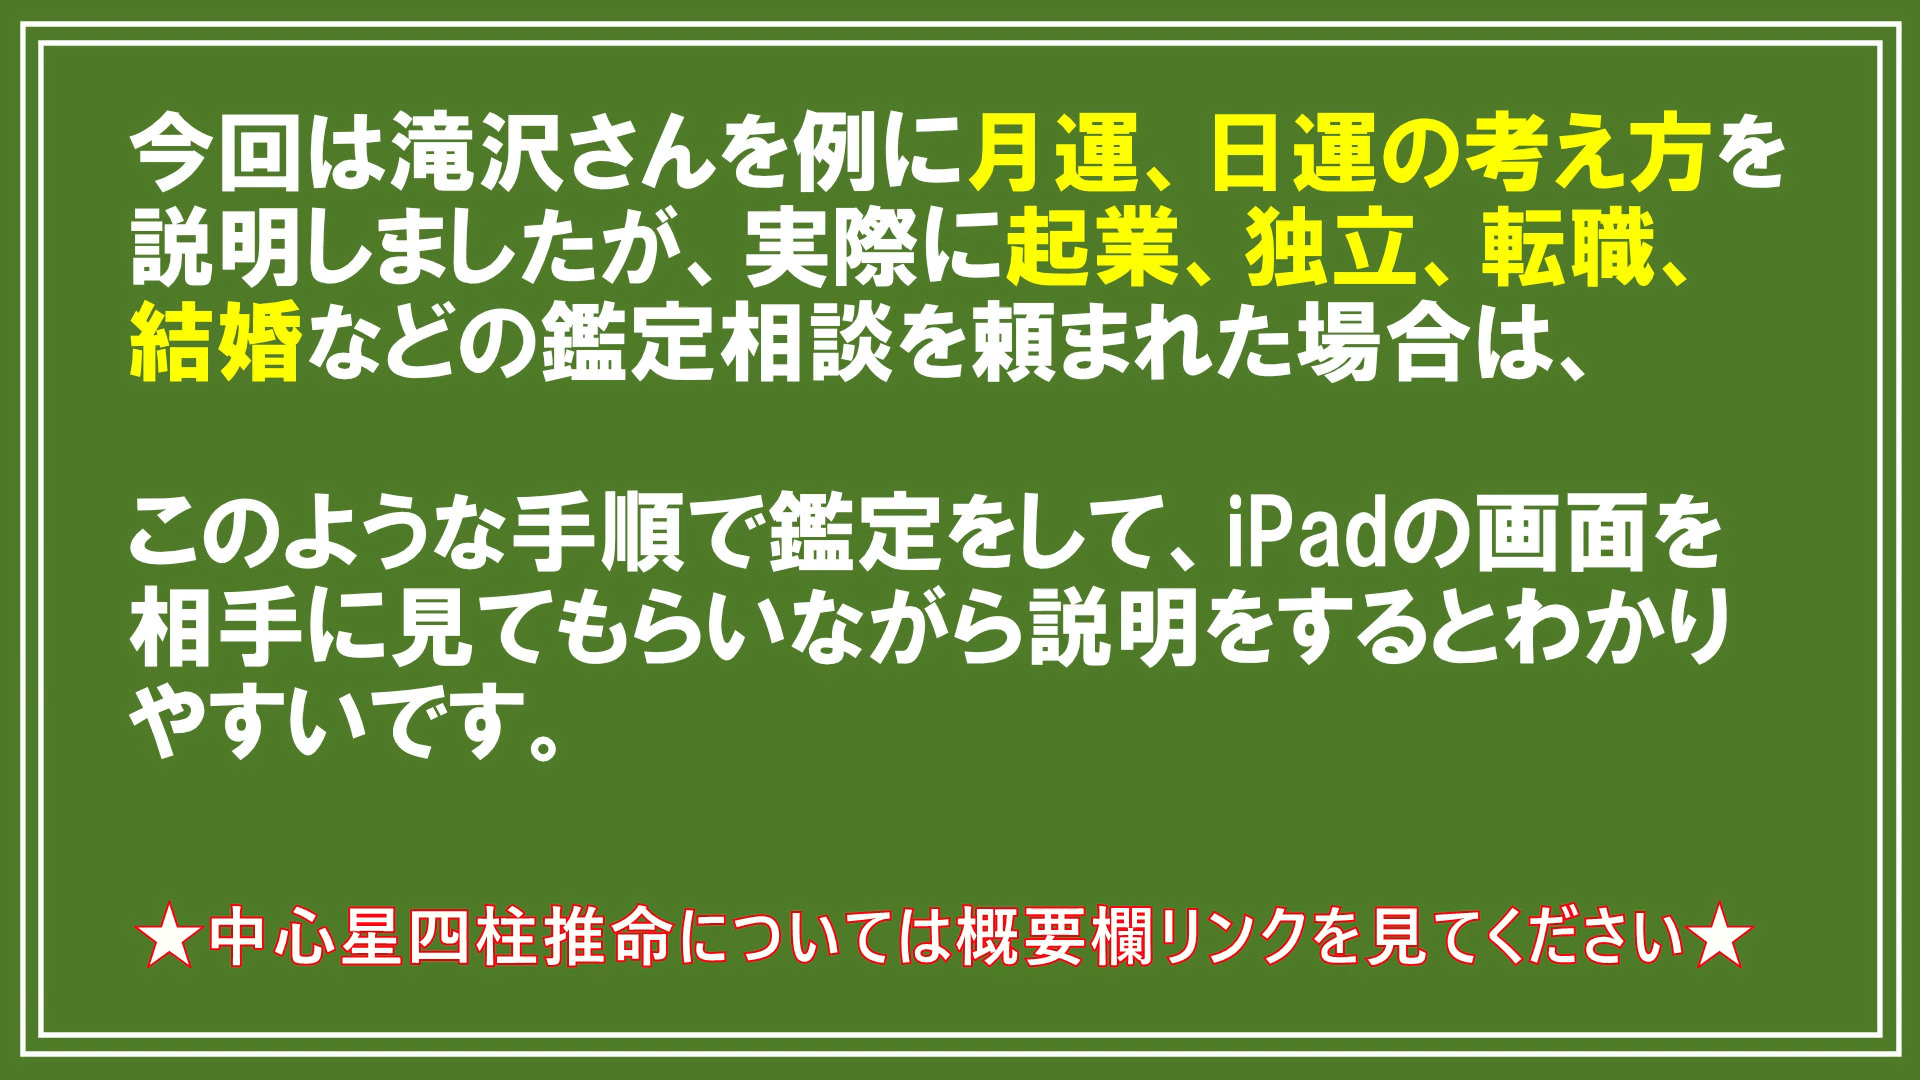 今回は滝沢さんを例に月運、日運の考え方を
説明しましたが、実際に起業、独立、転職、
結婚などの鑑定相談を頼まれた場合は、
このような手順で鑑定をして、iPadの画面を
相手に見てもらいながら説明をするとわかり
やすいです。
★中心星四柱推命については概要欄リンクを見てください★